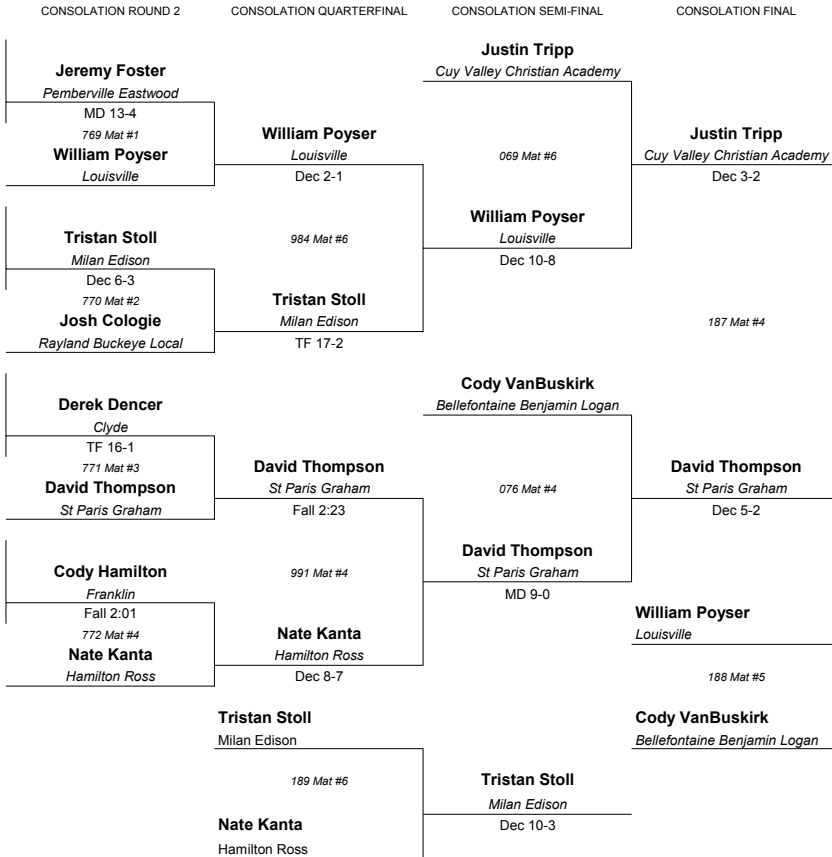 CONSOLATION ROUND 2
CONSOLATION QUARTERFINAL
CONSOLATION SEMI-FINAL
CONSOLATION FINAL
Jeremy Foster
Pemberville Eastwood
MD 13-4
769 Mat #1
William Poyser
Louisville
Tristan Stoll
Milan Edison
Dec 6-3
770 Mat #2
Josh Cologie
Rayland Buckeye Local
Derek Dencer
Clyde
TF 16-1
771 Mat #3
David Thompson
St Paris Graham
Cody Hamilton
Franklin
Fall 2:01
772 Mat #4
Nate Kanta
Hamilton Ross
William Poyser
Louisville
Dec 2-1
984 Mat #6
Tristan Stoll
Milan Edison
TF 17-2
David Thompson
St Paris Graham
Fall 2:23
991 Mat #4
Nate Kanta
Hamilton Ross
Dec 8-7
Tristan Stoll
Milan Edison
189 Mat #6
Nate Kanta
Hamilton Ross
Justin Tripp
Cuy Valley Christian Academy
069 Mat #6
William Poyser
Louisville
Dec 10-8
Cody VanBuskirk
Bellefontaine Benjamin Logan
076 Mat #4
David Thompson
St Paris Graham
MD 9-0
Tristan Stoll
Milan Edison
Dec 10-3
Justin Tripp
Cuy Valley Christian Academy
Dec 3-2
187 Mat #4
David Thompson
St Paris Graham
Dec 5-2
William Poyser
Louisville
188 Mat #5
Cody VanBuskirk
Bellefontaine Benjamin Logan